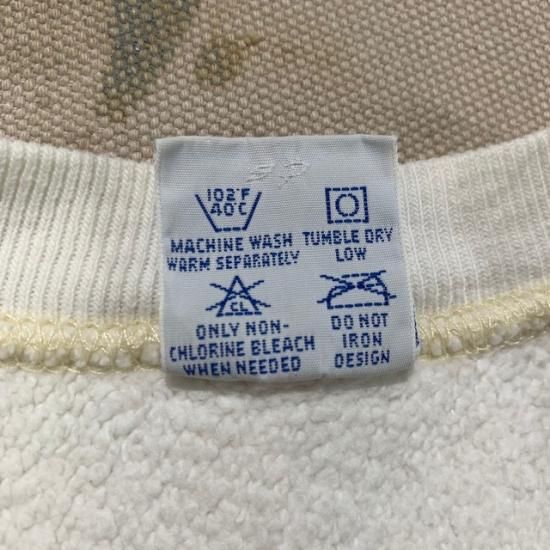 102°F
40°C
MACHINE WASH
WARM SEPARATELY
TUMBLE DRY
LOW
CL
ONLY NON-
CHLORINE BLEACH
WHEN NEEDED
DO NOT
IRON
DESIGN